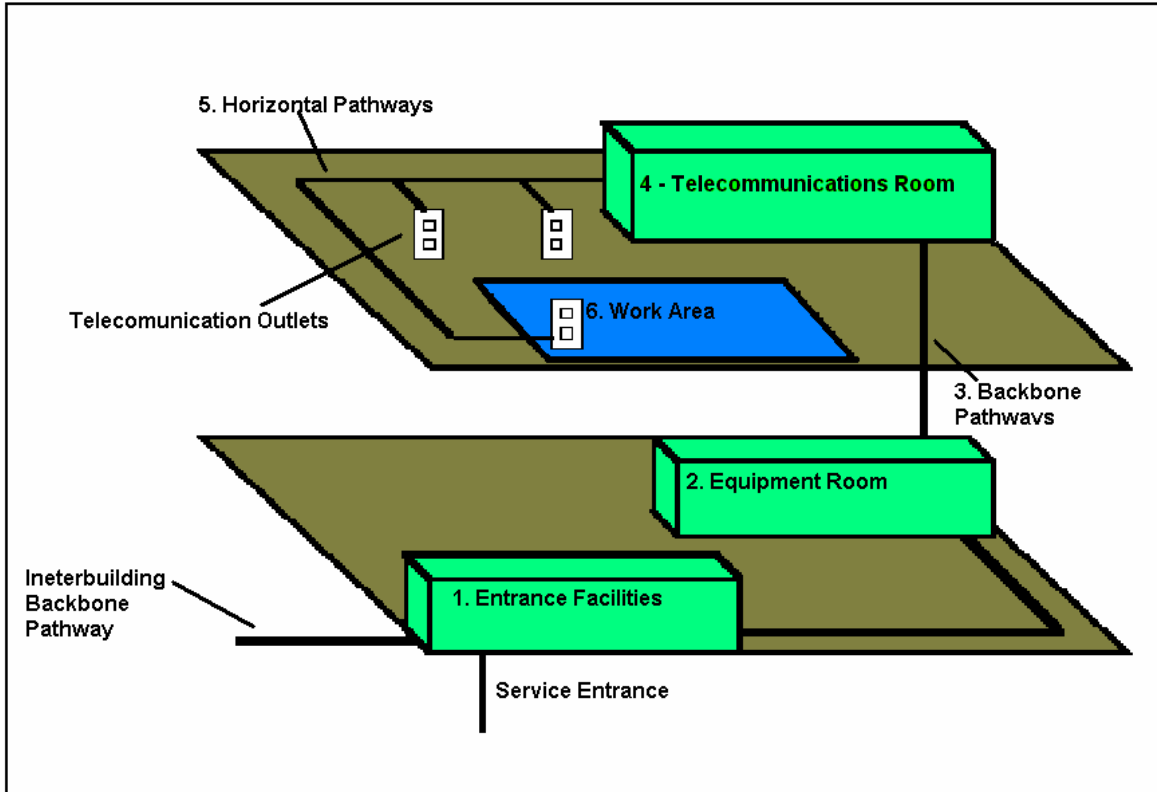 5. Horizontal Pathways
4 - Telecommunications Room
Telecomunication Outlets
6. Work Area
3. Backbone
Pathwavs
2. Equipment Room
Ineterbuilding
Backbone
Pathway
1. Entrance Facilities
Service Entrance